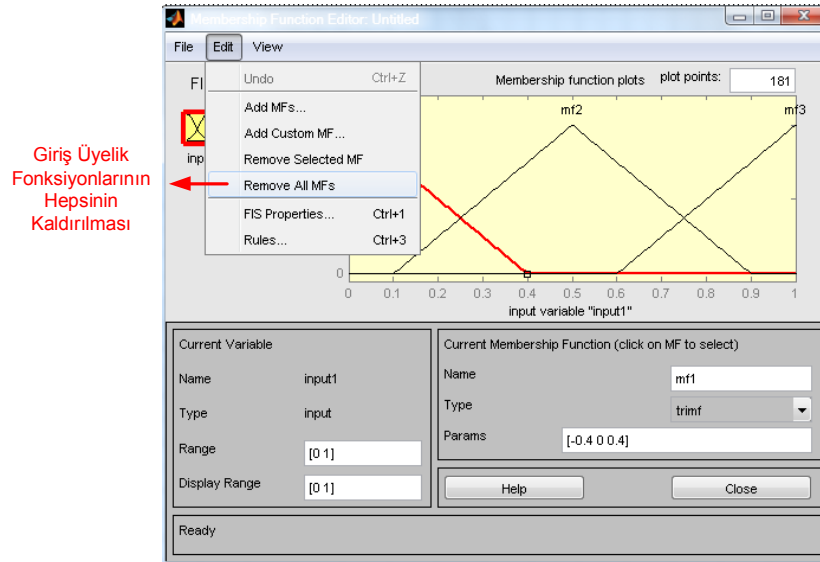 Membership Function Editor: Untitled
File Edit View
Undo Ctrl+Z
Add MFs...
Add Custom MF...
Remove Selected MF
Remove All MFs
FIS Properties... Ctrl+1
Rules... Ctrl+3
Giriş Üyelik
Fonksiyonlarının
Hepsinin
Kaldırılması
FI
inp
Membership function plots plot points: 181
mf2 mf3
0
0 0.1 0.2 0.3 0.4 0.5 0.6 0.7 0.8 0.9 1
input variable "input1"
Current Variable
Name input1
Type input
Range [0 1]
Display Range [0 1]
Current Membership Function (click on MF to select)
Name mf1
Type trimf
Params [-0.4 0 0.4]
Help Close
Ready